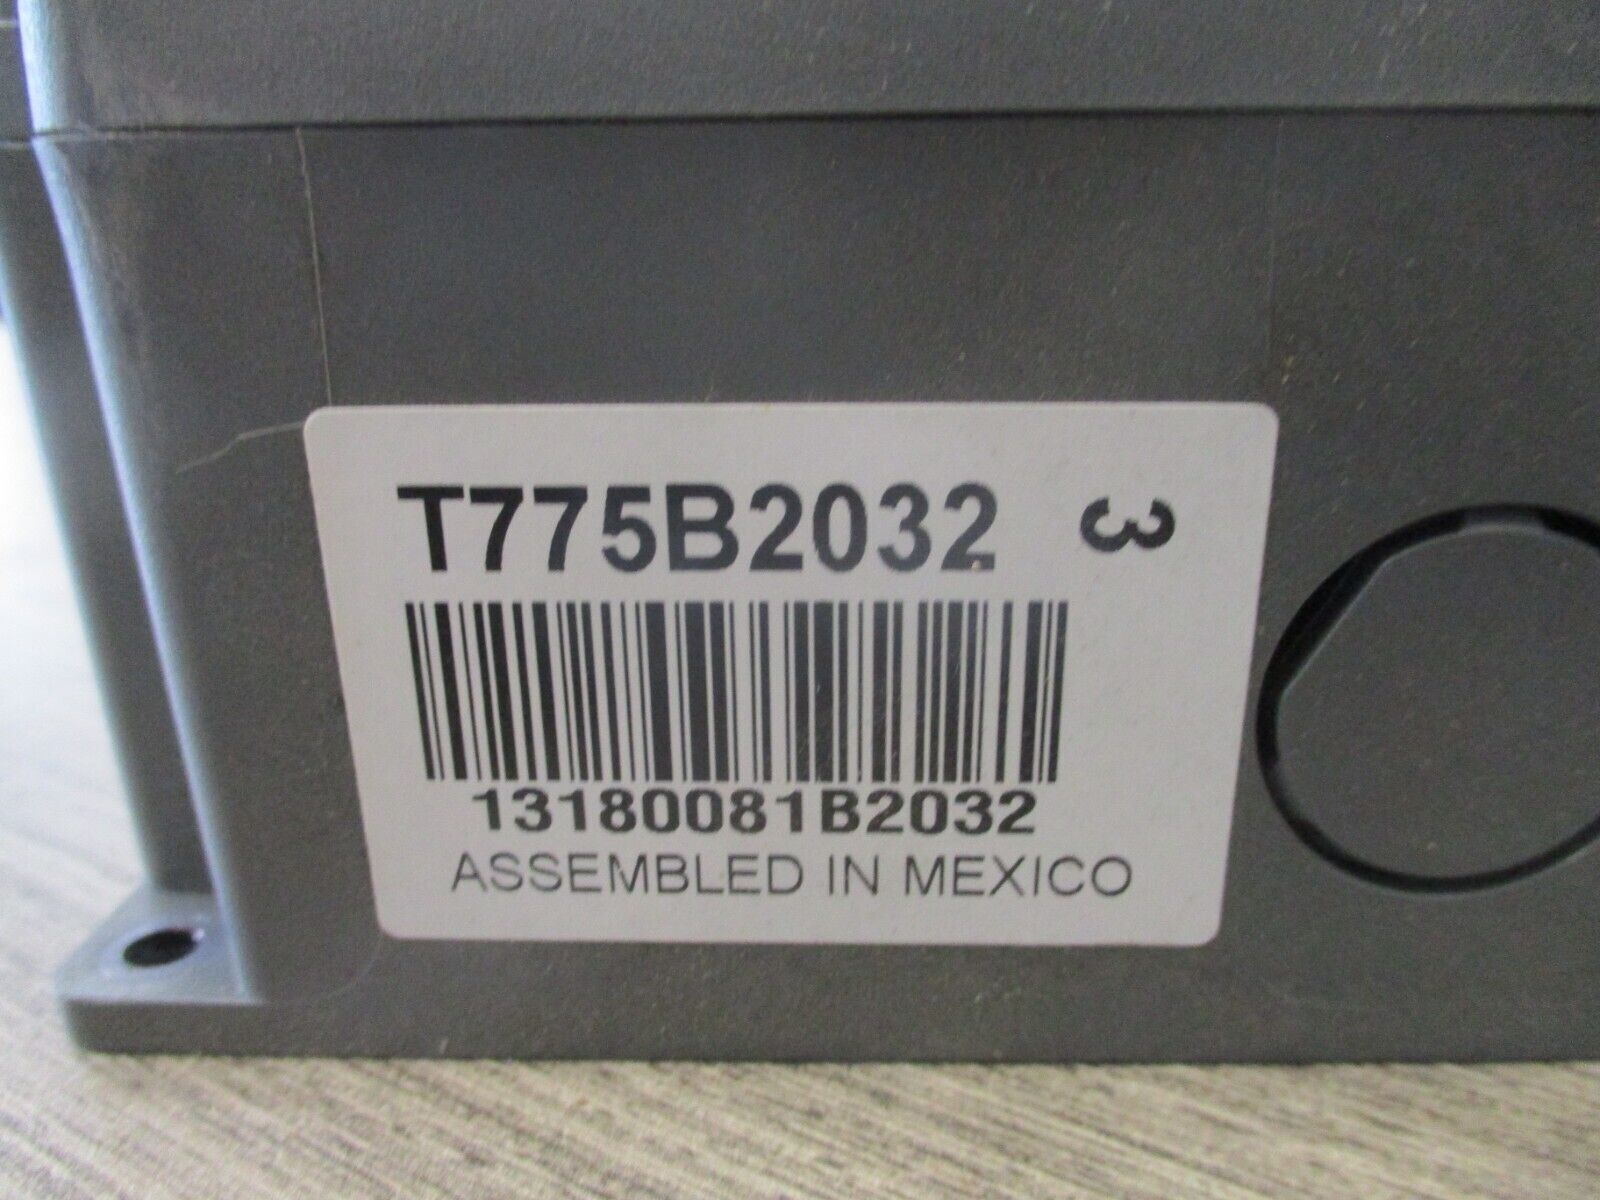 T775B2032 3
13180081B2032
ASSEMBLED IN MEXICO